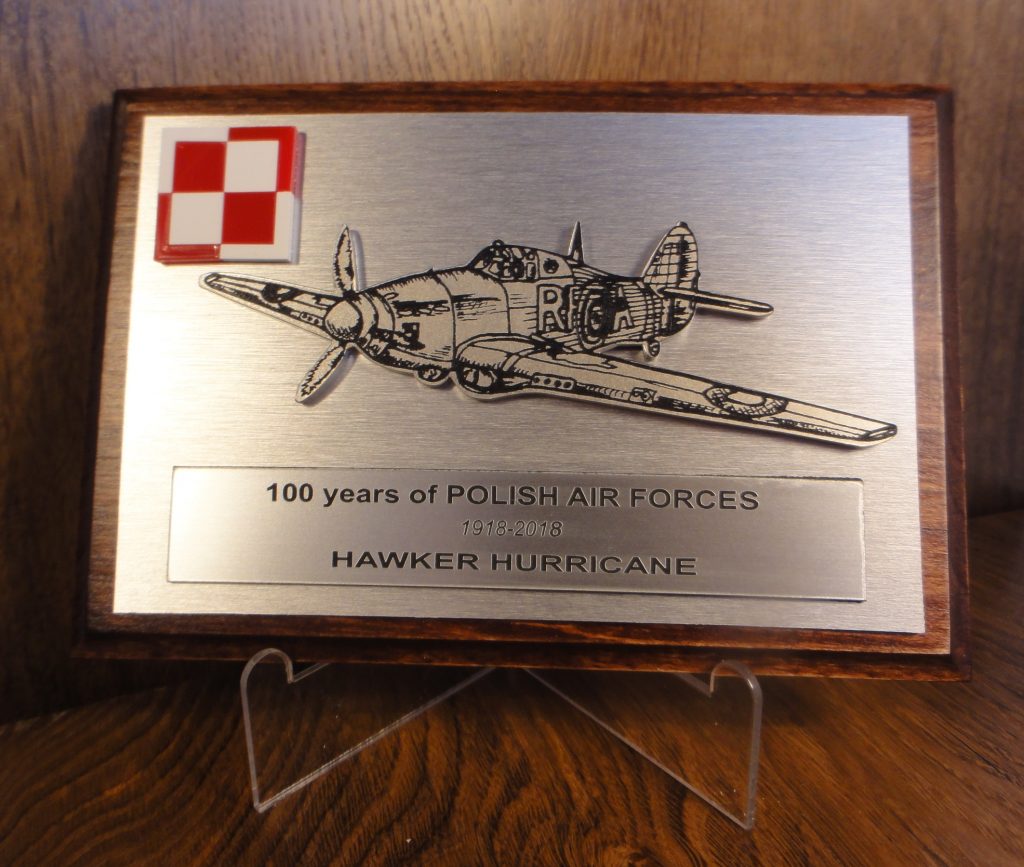 100 years of POLISH AIR FORCES
1918-2018
HAWKER HURRICANE